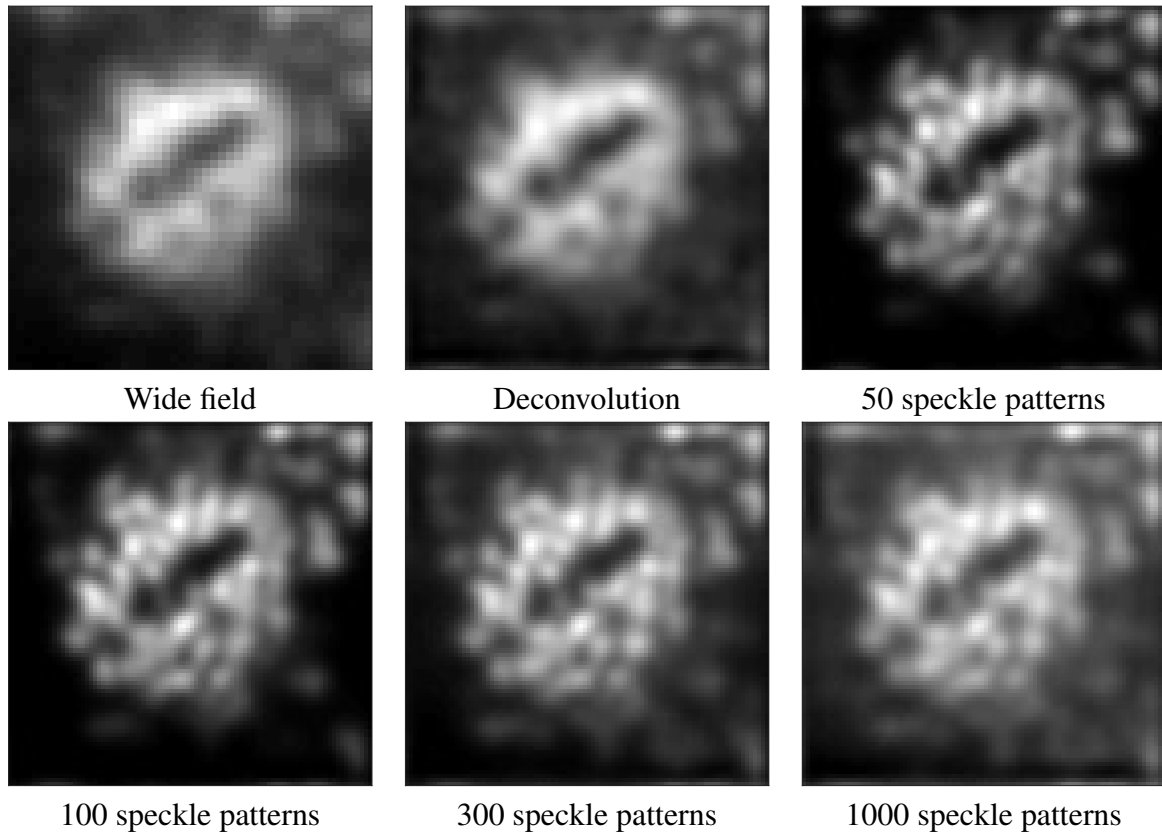 Wide field
Deconvolution
50 speckle patterns
100 speckle patterns
300 speckle patterns
1000 speckle patterns